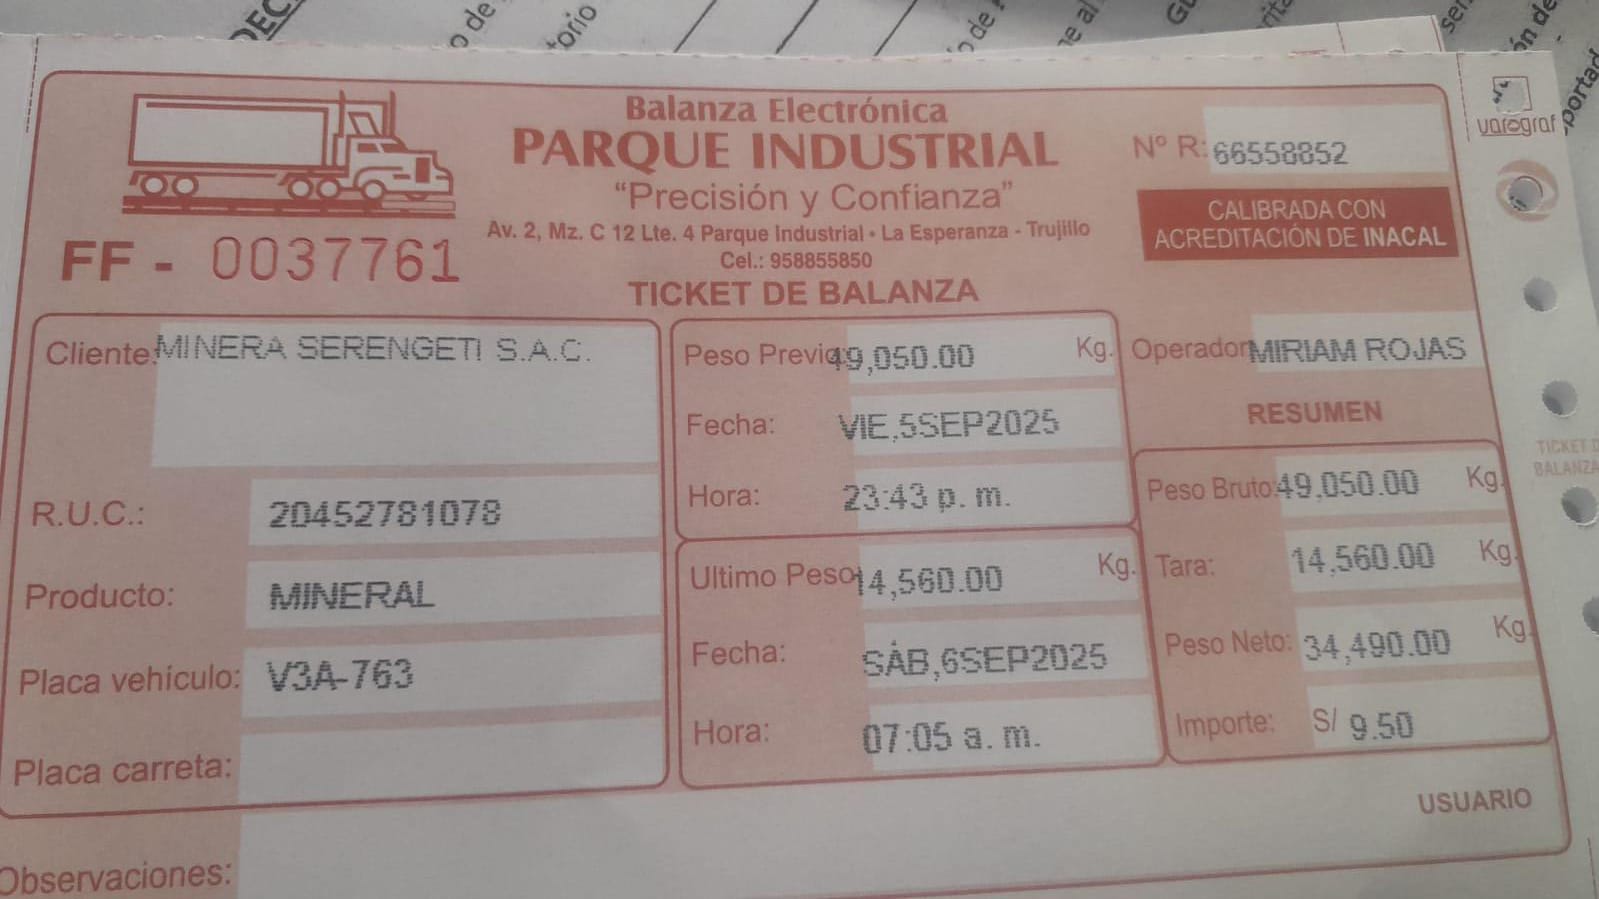 Balanza Electrónica
PARQUE INDUSTRIAL
“Precisión y Confianza”
Av. 2, Mz. C 12 Lte. 4 Parque Industrial • La Esperanza - Trujillo
Cel.: 958855850
TICKET DE BALANZA
FF - 0037761
Nº R: 66558852
CALIBRADA CON
ACREDITACIÓN DE INACAL
varograf
Cliente: MINERA SERENGETI S.A.C.
R.U.C.: 20452781078
Producto: MINERAL
Placa vehículo: V3A-763
Placa carreta:
Observaciones:
Peso Previo 49,050.00 Kg.
Fecha: VIE,5SEP2025
Hora: 23:43 p. m.
Ultimo Peso 14,560.00 Kg.
Fecha: SÁB,6SEP2025
Hora: 07:05 a. m.
Operador MIRIAM ROJAS
RESUMEN
Peso Bruto: 49,050.00 Kg.
Tara: 14,560.00 Kg.
Peso Neto: 34,490.00 Kg.
Importe: S/ 9.50
USUARIO
TICKET D
BALANZA